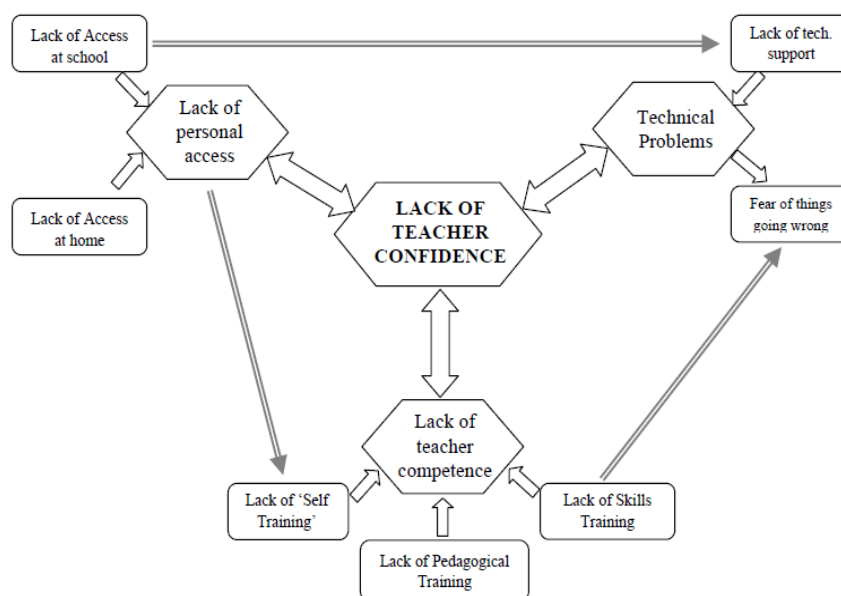 Lack of Access
at school
Lack of tech.
support
Lack of
personal
access
Technical
Problems
Lack of Access
at home
LACK OF
TEACHER
CONFIDENCE
Fear of things
going wrong
Lack of
teacher
competence
Lack of ‘Self
Training’
Lack of Skills
Training
Lack of Pedagogical
Training